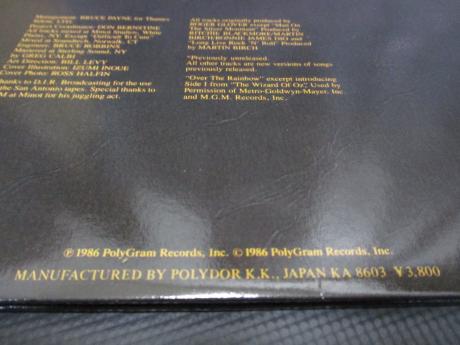 Management: BRUCE PAYNE for Thames
Talent, LTD.
Project Coordinator: DON BERNSTINE
All tracks mixed at Minot Studios, White
Plains, NY. Except "Difficult To Cure"
Mixed at Rumbo, Norwalk, CT
Engineer: BRUCE ROBBINS
Mastered at Sterling Sound, NY
by GREG CALBI
Art Direction: BILL LEVY
Cover Illustration: IZUMI INOUE
Cover Photo: ROSS HALFIN
hanks to D.I.R. Broadcasting for the use
the San Antonio tapes. Special thanks to
M at Minot for his juggling act.
All tracks originally produced by
ROGER GLOVER except "Man On
The Silver Mountain" Produced by
RITCHIE BLACKMORE/MARTIN
BIRCH/RONNIE JAMES DIO and
"Long Live Rock 'N' Roll" Produced
by MARTIN BIRCH
*Previously unreleased.
All other tracks are new versions of songs
previously released.
"Over The Rainbow" excerpt introducing
Side I from "The Wizard Of Oz", Used by
Permission of Metro-Goldwyn-Mayer, Inc.
and M.G.M. Records, Inc.
℗ 1986 PolyGram Records, Inc. © 1986 PolyGram Records, Inc.
MANUFACTURED BY POLYDOR K.K., JAPAN KA 8603 ¥3,800